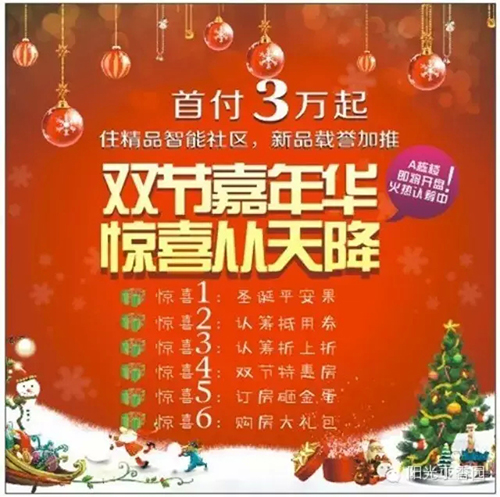 首付3万起
住精品智能社区，新品载誉加推
双节嘉年华
惊喜从天降
A栋楼
即将开盘！
火热认筹中
惊喜1：圣诞平安果
惊喜2：认筹抵用券
惊喜3：认筹折上折
惊喜4：双节特惠房
惊喜5：订房砸金蛋
惊喜6：购房大礼包